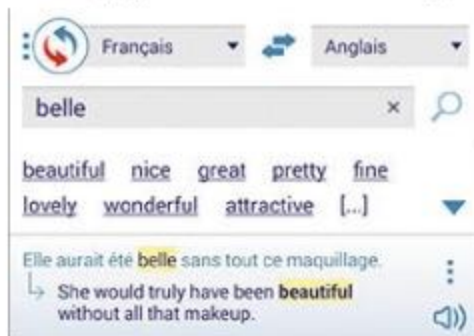 Français Anglais
belle ×
beautiful nice great pretty fine
lovely wonderful attractive [...]
Elle aurait été belle sans tout ce maquillage.
She would truly have been beautiful
without all that makeup.